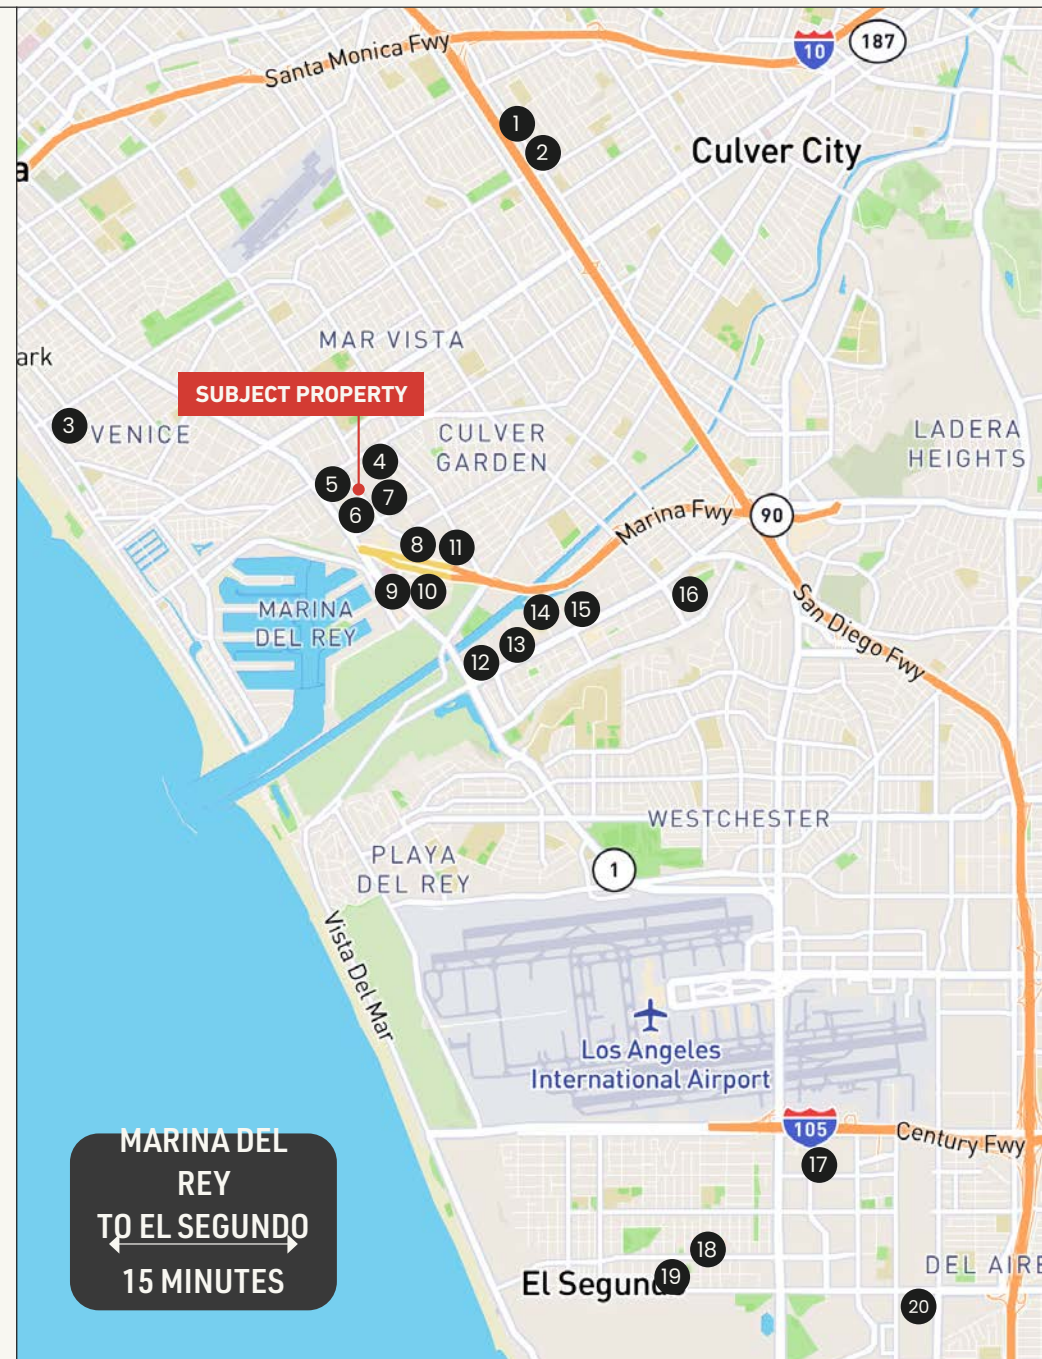 Santa Monica Fwy
10
187
1
2
Culver City
a
MAR VISTA
ark
SUBJECT PROPERTY
3
VENICE
CULVER
GARDEN
LADERA
HEIGHTS
4
5
7
6
Marina Fwy
90
8
11
9
10
MARINA
DEL REY
14
15
16
13
12
San Diego Fwy
WESTCHESTER
PLAYA
DEL REY
1
Vista Del Mar
Los Angeles
International Airport
105
Century Fwy
17
MARINA DEL
REY
TO EL SEGUNDO
15 MINUTES
18
El Segundo
19
DEL AIRE
20